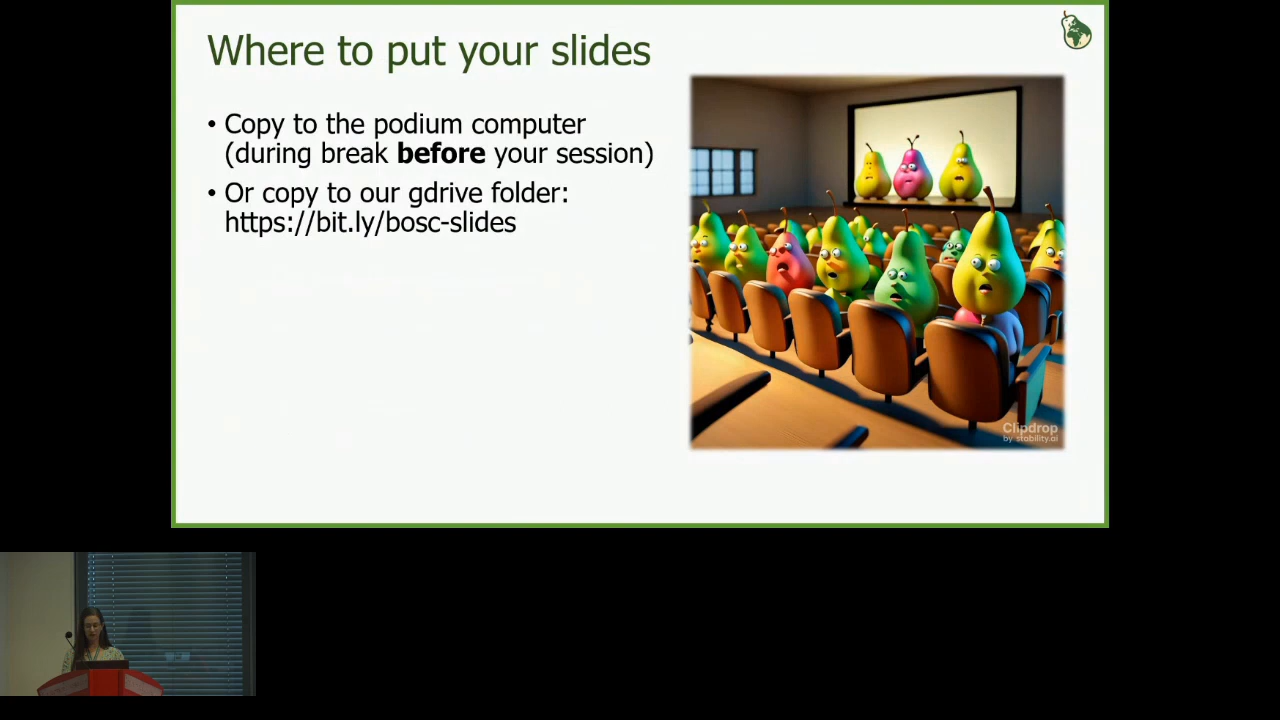 Where to put your slides
• Copy to the podium computer
(during break before your session)
• Or copy to our gdrive folder:
https://bit.ly/bosc-slides
Clipdrop
by stability.ai